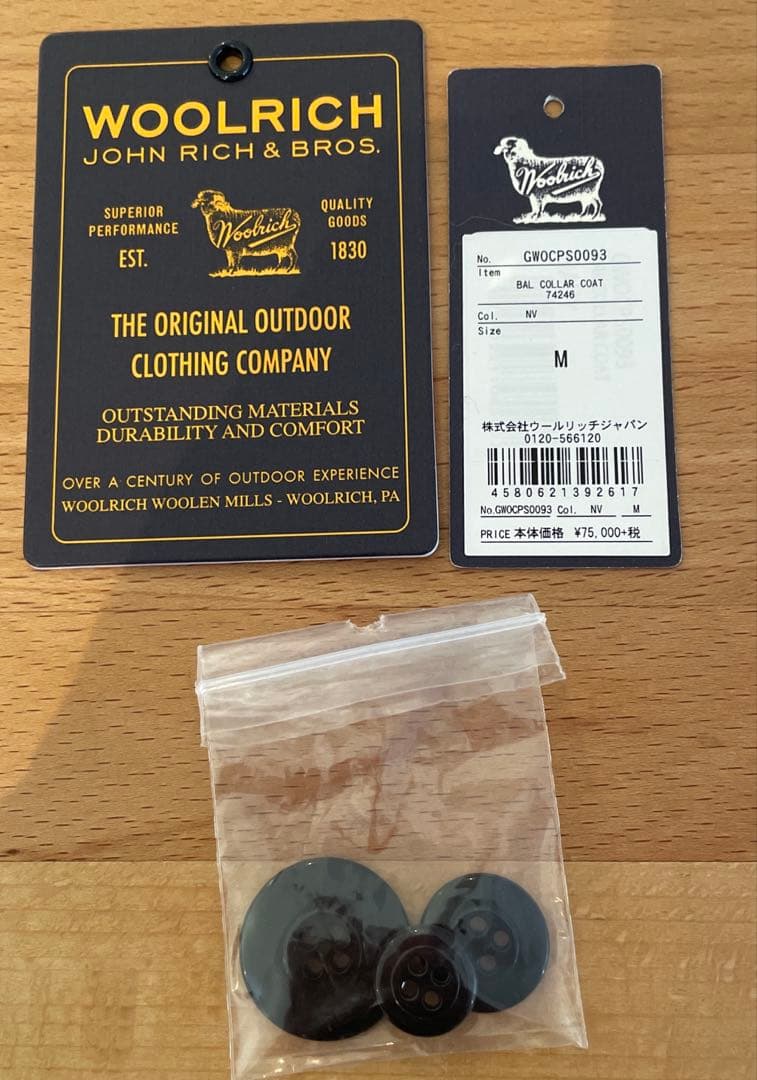 WOOLRICH
JOHN RICH & BROS.
SUPERIOR
PERFORMANCE
EST.
Woolrich
QUALITY
GOODS
1830
THE ORIGINAL OUTDOOR
CLOTHING COMPANY
OUTSTANDING MATERIALS
DURABILITY AND COMFORT
OVER A CENTURY OF OUTDOOR EXPERIENCE
WOOLRICH WOOLEN MILLS - WOOLRICH, PA
Woolrich
No. GWOCPS0093
Item
BAL COLLAR COAT
74246
Col. NV
Size
M
株式会社ウールリッチジャパン
0120-566120
4580621392617
No.GWOCPS0093 Col. NV M
PRICE 本体価格 ¥75,000+税